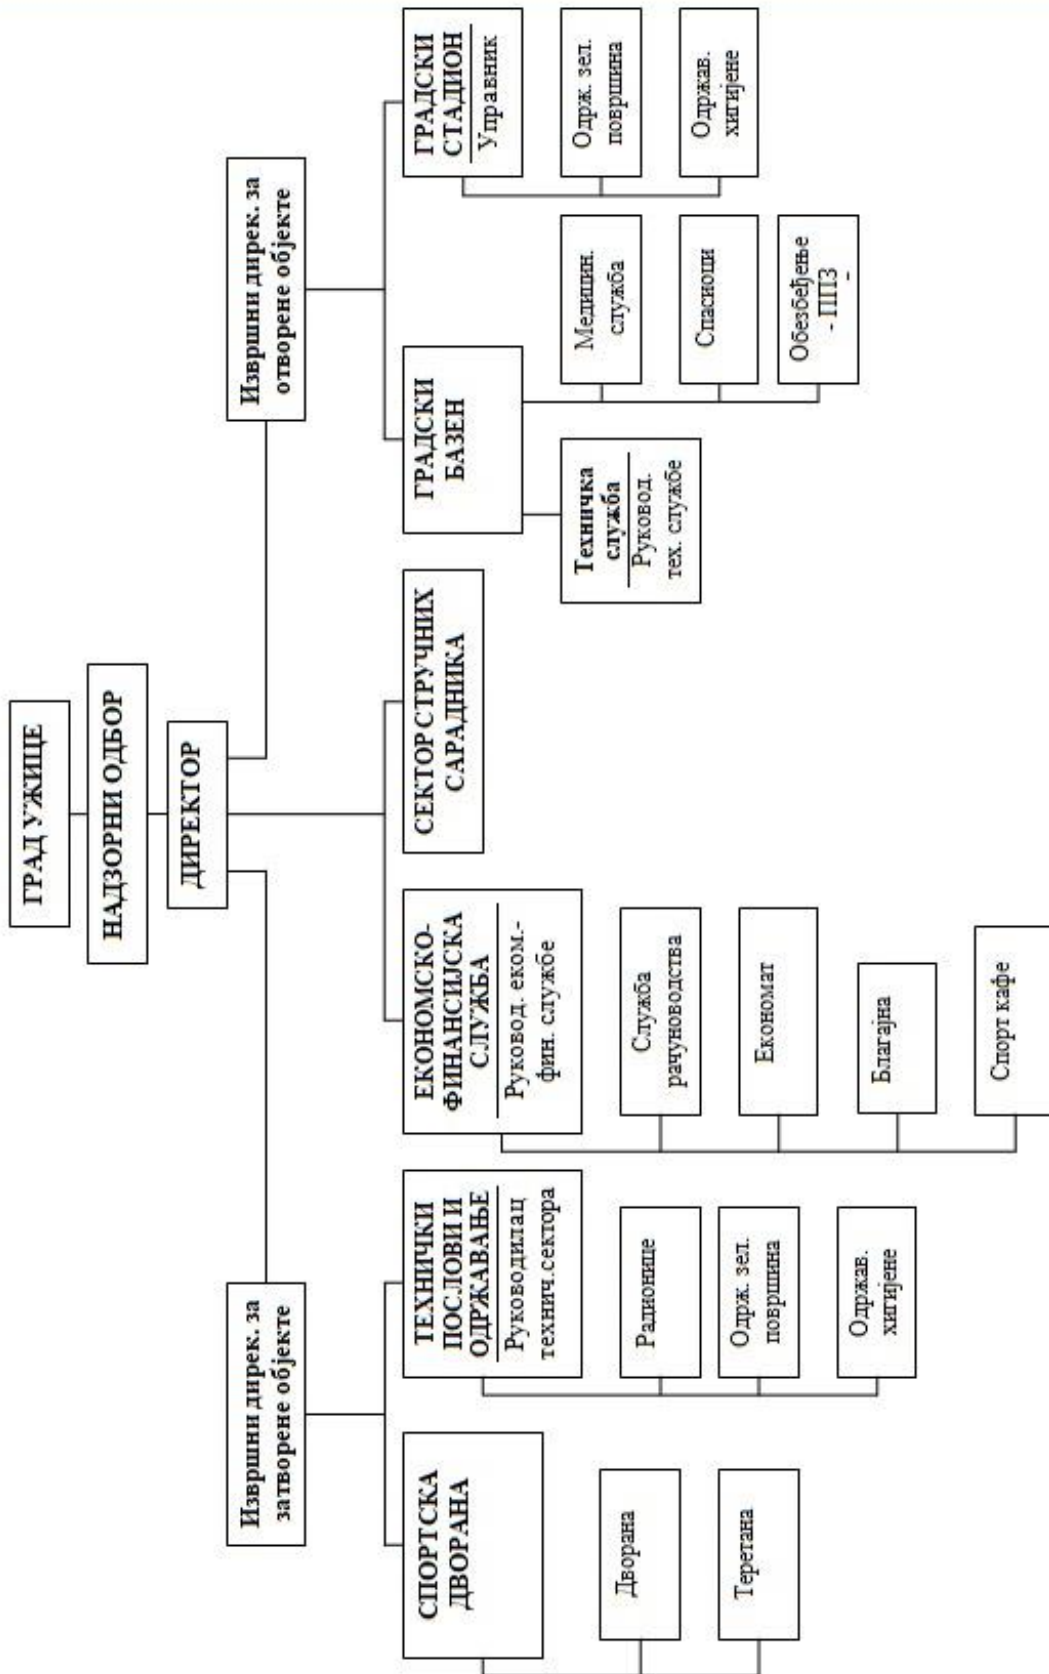 ГРАД УЖИЦЕ
НАДЗОРНИ ОДБОР
ДИРЕКТОР
Извршни дирек. за
затворене објекте
Извршни дирек. за
отворене објекте
СПОРТСКА
ДВОРАНА
Дворана
Теретана
ТЕХНИЧКИ
ПОСЛОВИ И
ОДРЖАВАЊЕ
Руководилац
технич.сектора
Радионице
Одрж. зел.
површина
Одржав.
хигијене
ЕКОНОМСКО-
ФИНАНСИЈСКА
СЛУЖБА
Руковод. еком.-
фин. службе
Служба
рачуноводства
Економат
Благајна
Спорт кафе
СЕКТОР СТРУЧНИХ
САРАДНИКА
ГРАДСКИ
БАЗЕН
Техничка
служба
Руковод.
тех. службе
Медицин.
служба
Спасиоци
Обезбеђење
- ППЗ
-
ГРАДСКИ
СТАДИОН
Управник
Одрж. зел.
површина
Одржав.
хигијене